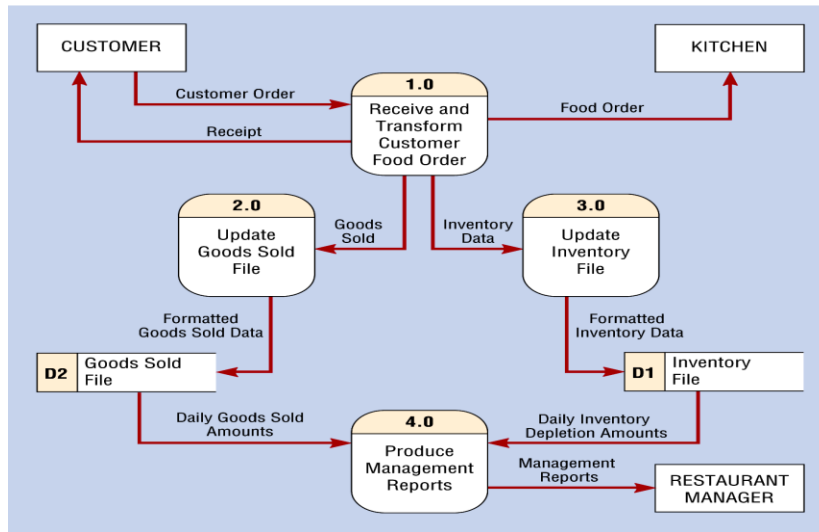 CUSTOMER
KITCHEN
1.0
Receive and
Transform
Customer
Food Order
Customer Order
Receipt
Food Order
2.0
Update
Goods Sold
File
Goods
Sold
Inventory
Data
3.0
Update
Inventory
File
Formatted
Goods Sold Data
Formatted
Inventory Data
D2
Goods Sold
File
D1
Inventory
File
Daily Goods Sold
Amounts
4.0
Produce
Management
Reports
Daily Inventory
Depletion Amounts
Management
Reports
RESTAURANT
MANAGER